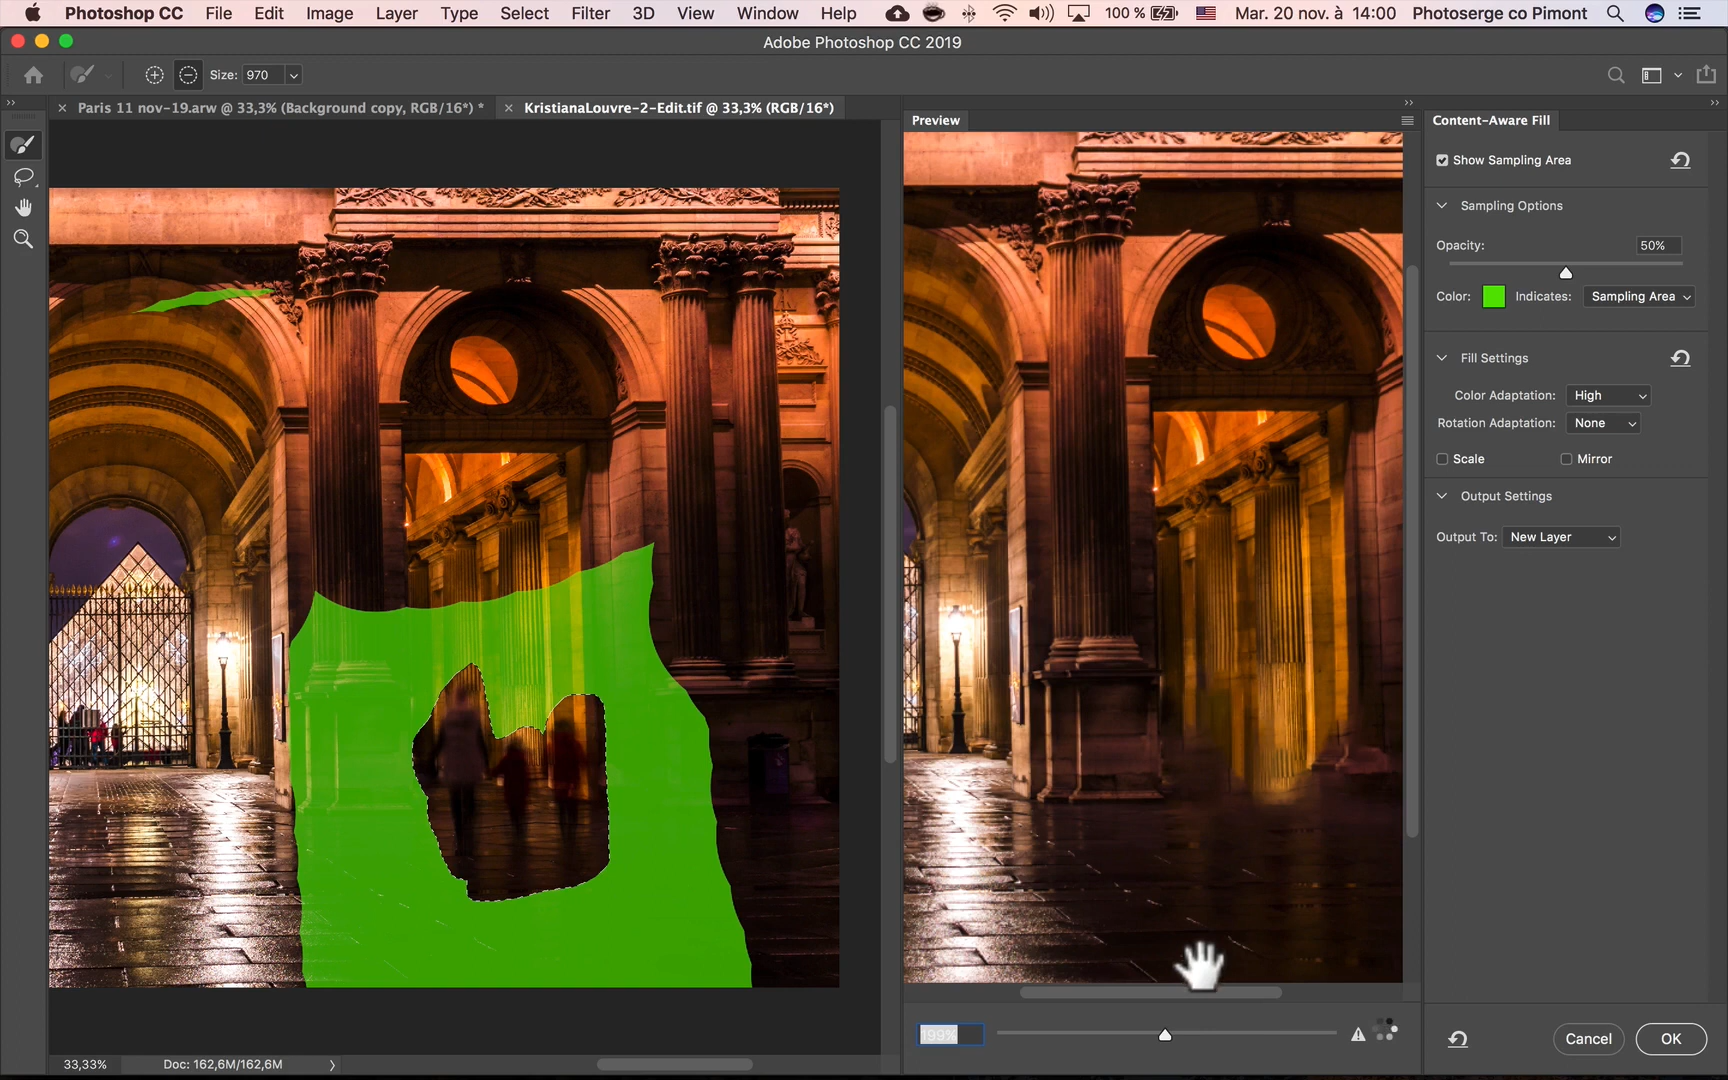 Photoshop CC File Edit Image Layer Type Select Filter 3D View Window Help 100 % Mar. 20 nov. à 14:00 Photoserge co Pimont
Adobe Photoshop CC 2019
Size: 970
Paris 11 nov-19.arw @ 33,3% (Background copy, RGB/16*) *
KristianaLouvre-2-Edit.tif @ 33,3% (RGB/16*)
Preview
Content-Aware Fill
Show Sampling Area
Sampling Options
Opacity: 50%
Color: Indicates: Sampling Area
Fill Settings
Color Adaptation: High
Rotation Adaptation: None
Scale Mirror
Output Settings
Output To: New Layer
199%
Cancel OK
33,33% Doc: 162,6M/162,6M